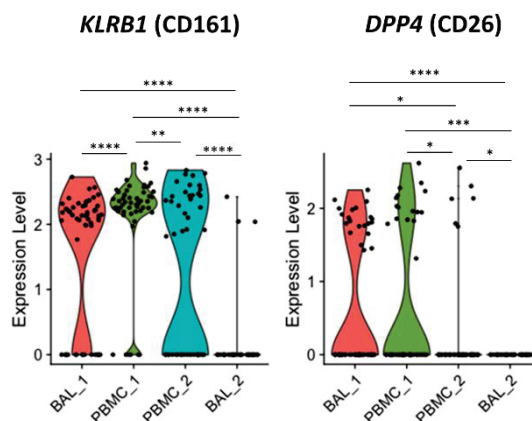 KLRB1 (CD161)
****
****
****
**
****
Expression Level
3
2
1
0
BAL_1
PBMC_1
PBMC_2
BAL_2
DPP4 (CD26)
****
*
***
*
*
Expression Level
2
1
0
BAL_1
PBMC_1
PBMC_2
BAL_2